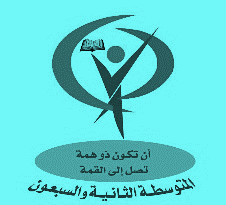 أن تكون ذو همة
تصل إلى القمة
المتوسطة الثانية والسبعون